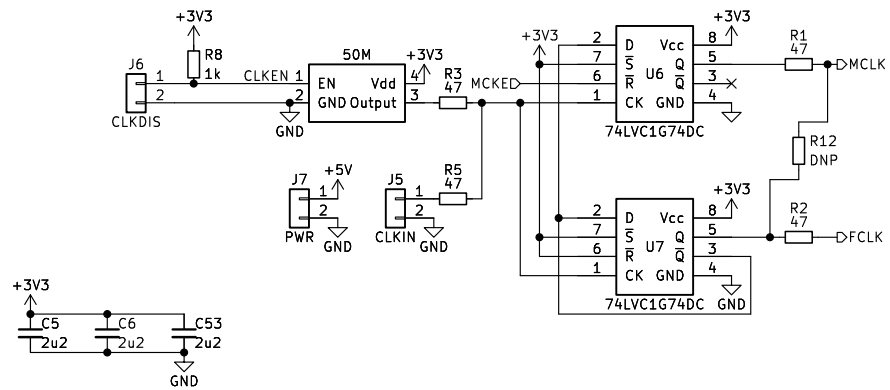 +3V3
J6
R8
1k
1
2
CLKDIS
CLKEN
GND
50M
1 EN Vdd 4
2 GND Output 3
+3V3
R3
47
MCKE
+3V3
2 D Vcc 8
7 S Q 5
6 R Q 3
1 CK GND 4
U6
74LVC1G74DC
+3V3
R1
47
MCLK
R12
DNP
J7
1
2
PWR
+5V
GND
J5
1
2
CLKIN
GND
R5
47
2 D Vcc 8
7 S Q 5
6 R Q 3
1 CK GND 4
U7
74LVC1G74DC
+3V3
GND
R2
47
FCLK
+3V3
C5
2u2
C6
2u2
C53
2u2
GND